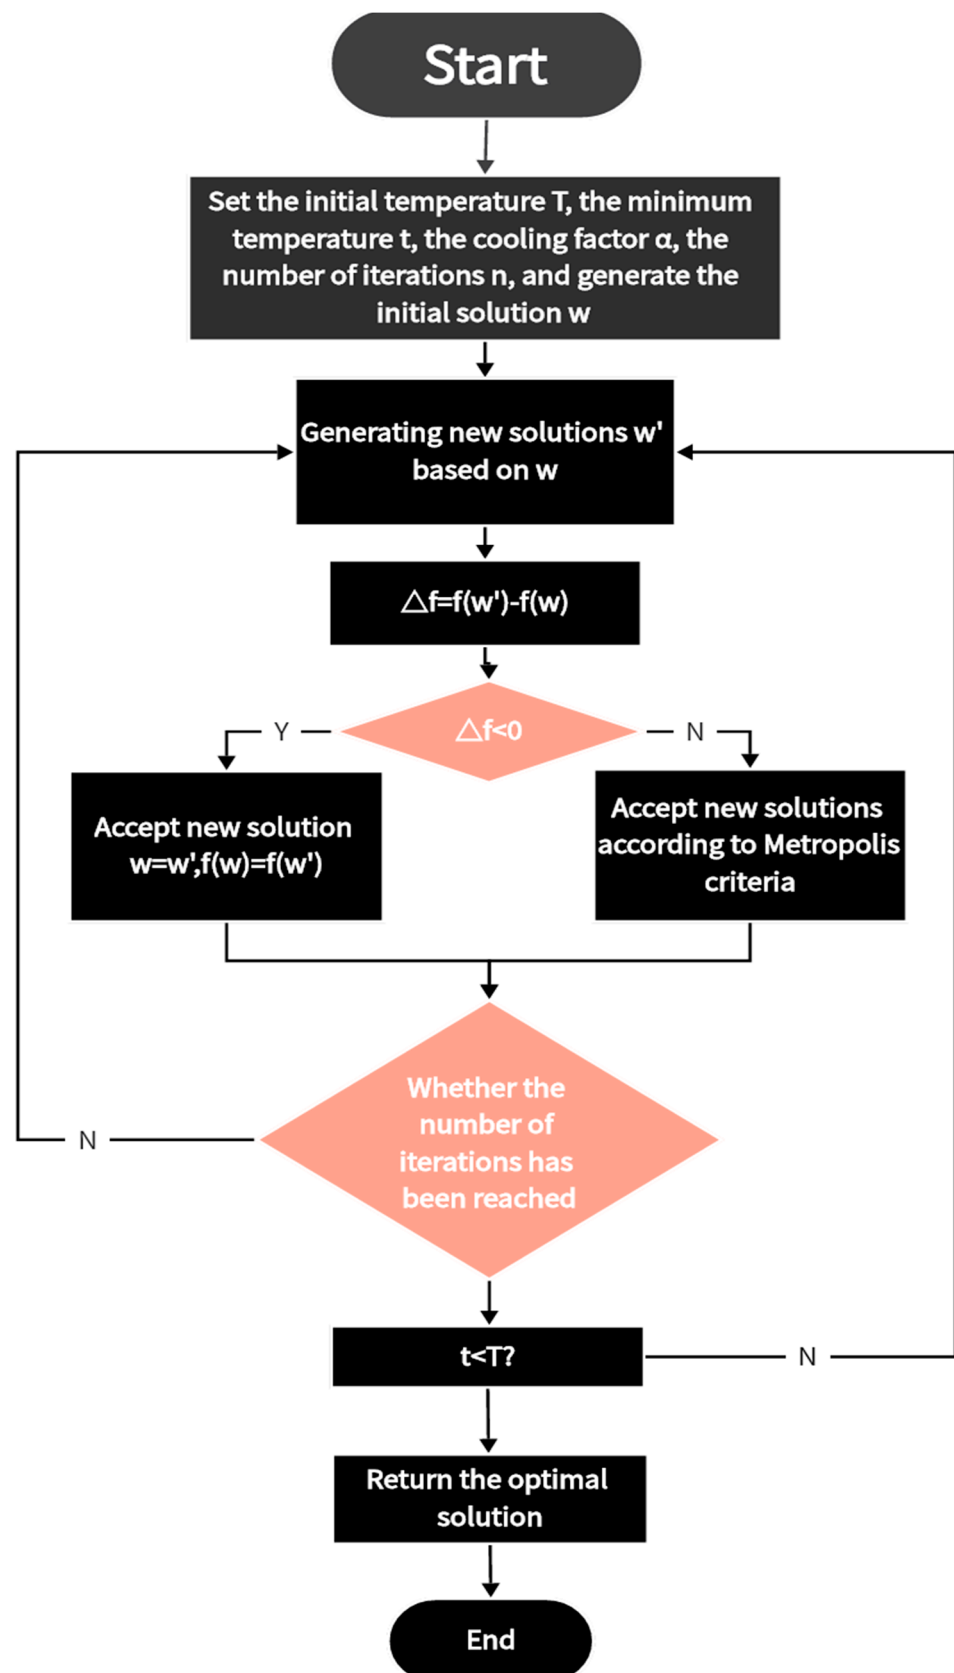 Start
Set the initial temperature T, the minimum
temperature t, the cooling factor α, the
number of iterations n, and generate the
initial solution w
Generating new solutions w'
based on w
△f=f(w')-f(w)
△f<0
Y
N
Accept new solution
w=w',f(w)=f(w')
Accept new solutions
according to Metropolis
criteria
Whether the
number of
iterations has
been reached
N
t<T?
N
Return the optimal
solution
End